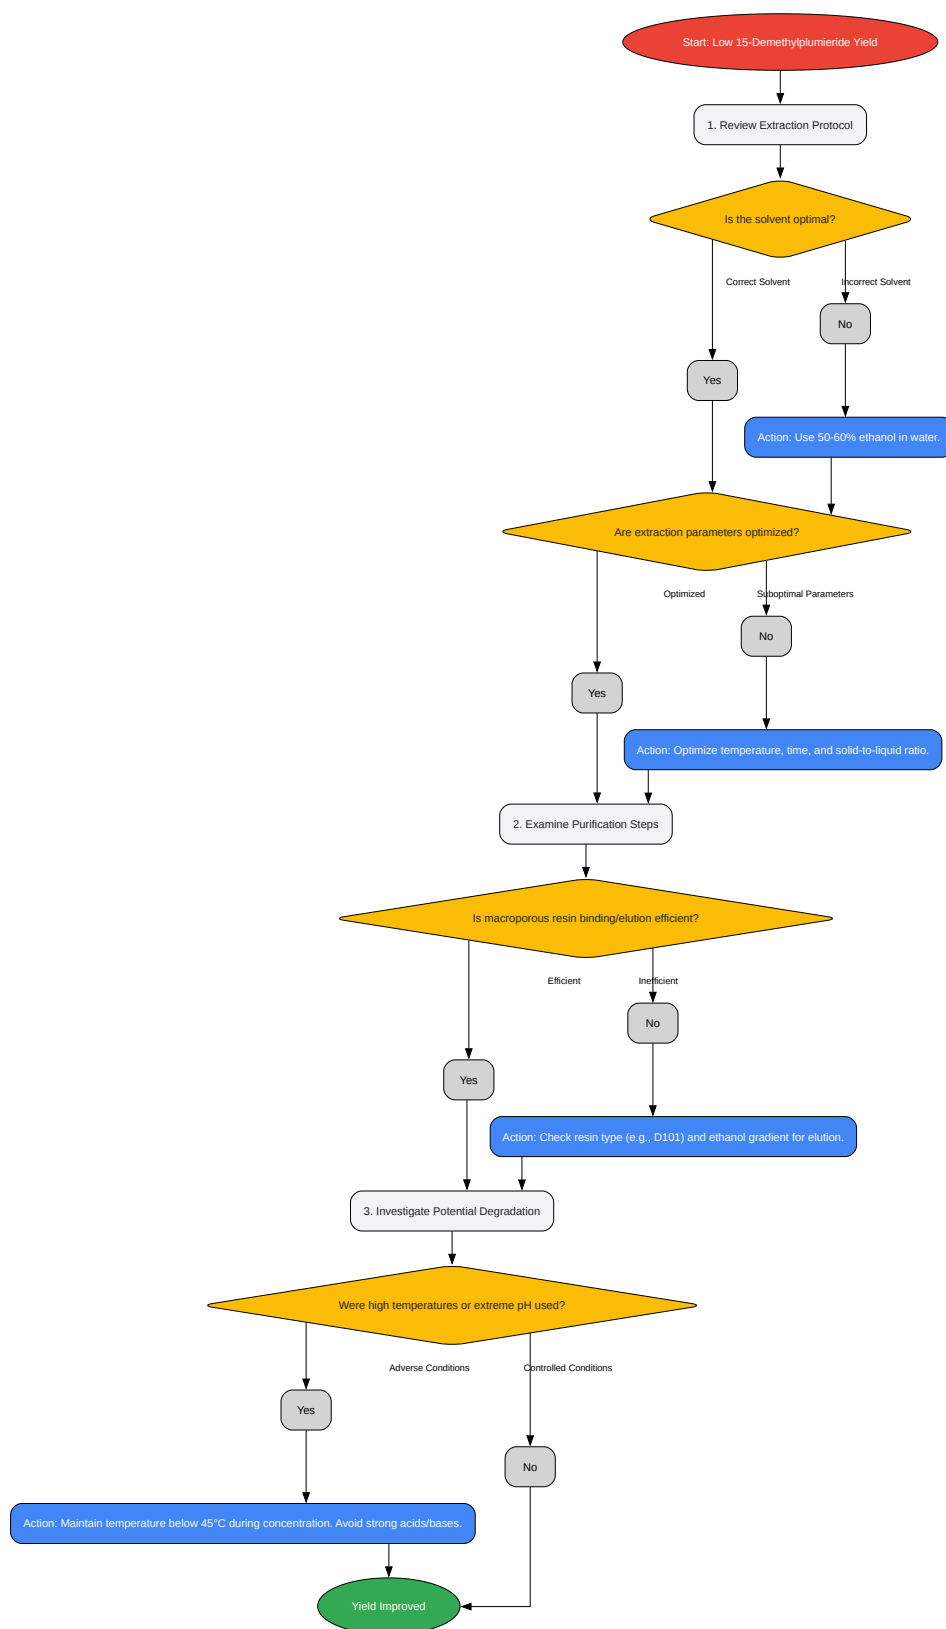 Start: Low 15-Demethylplumieride Yield
1. Review Extraction Protocol
Is the solvent optimal?
Correct Solvent
Incorrect Solvent
No
Yes
Action: Use 50-60% ethanol in water.
Are extraction parameters optimized?
Optimized
Suboptimal Parameters
No
Yes
Action: Optimize temperature, time, and solid-to-liquid ratio.
2. Examine Purification Steps
Is macroporous resin binding/elution efficient?
Efficient
Inefficient
No
Yes
Action: Check resin type (e.g., D101) and ethanol gradient for elution.
3. Investigate Potential Degradation
Were high temperatures or extreme pH used?
Adverse Conditions
Controlled Conditions
Yes
No
Action: Maintain temperature below 45°C during concentration. Avoid strong acids/bases.
Yield Improved